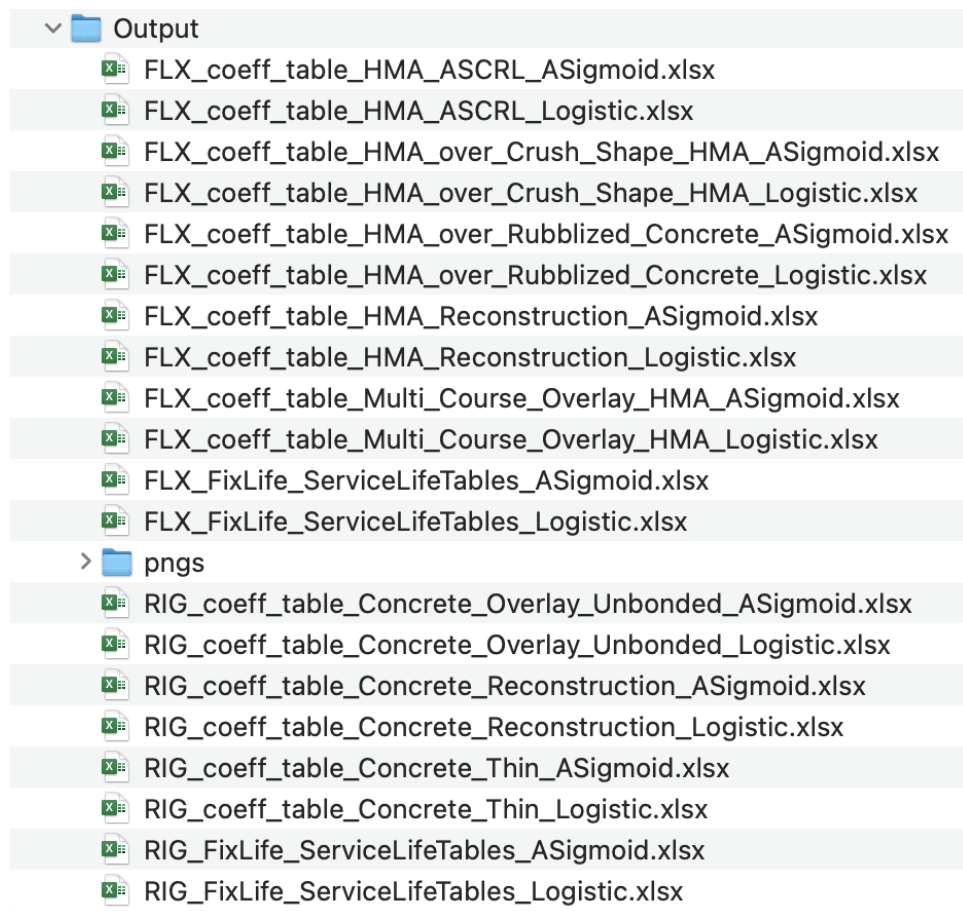 Output
FLX_coeff_table_HMA_ASCRL_ASigmoid.xlsx
FLX_coeff_table_HMA_ASCRL_Logistic.xlsx
FLX_coeff_table_HMA_over_Crush_Shape_HMA_ASigmoid.xlsx
FLX_coeff_table_HMA_over_Crush_Shape_HMA_Logistic.xlsx
FLX_coeff_table_HMA_over_Rubblized_Concrete_ASigmoid.xlsx
FLX_coeff_table_HMA_over_Rubblized_Concrete_Logistic.xlsx
FLX_coeff_table_HMA_Reconstruction_ASigmoid.xlsx
FLX_coeff_table_HMA_Reconstruction_Logistic.xlsx
FLX_coeff_table_Multi_Course_Overlay_HMA_ASigmoid.xlsx
FLX_coeff_table_Multi_Course_Overlay_HMA_Logistic.xlsx
FLX_FixLife_ServiceLifeTables_ASigmoid.xlsx
FLX_FixLife_ServiceLifeTables_Logistic.xlsx
pngs
RIG_coeff_table_Concrete_Overlay_Unbonded_ASigmoid.xlsx
RIG_coeff_table_Concrete_Overlay_Unbonded_Logistic.xlsx
RIG_coeff_table_Concrete_Reconstruction_ASigmoid.xlsx
RIG_coeff_table_Concrete_Reconstruction_Logistic.xlsx
RIG_coeff_table_Concrete_Thin_ASigmoid.xlsx
RIG_coeff_table_Concrete_Thin_Logistic.xlsx
RIG_FixLife_ServiceLifeTables_ASigmoid.xlsx
RIG_FixLife_ServiceLifeTables_Logistic.xlsx